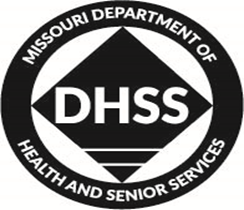 MISSOURI DEPARTMENT OF
DHSS
HEALTH AND SENIOR SERVICES